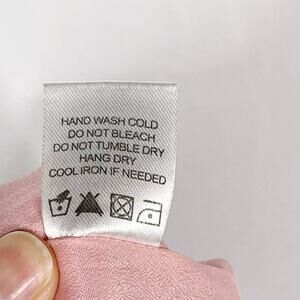 HAND WASH COLD
DO NOT BLEACH
DO NOT TUMBLE DRY
HANG DRY
COOL IRON IF NEEDED